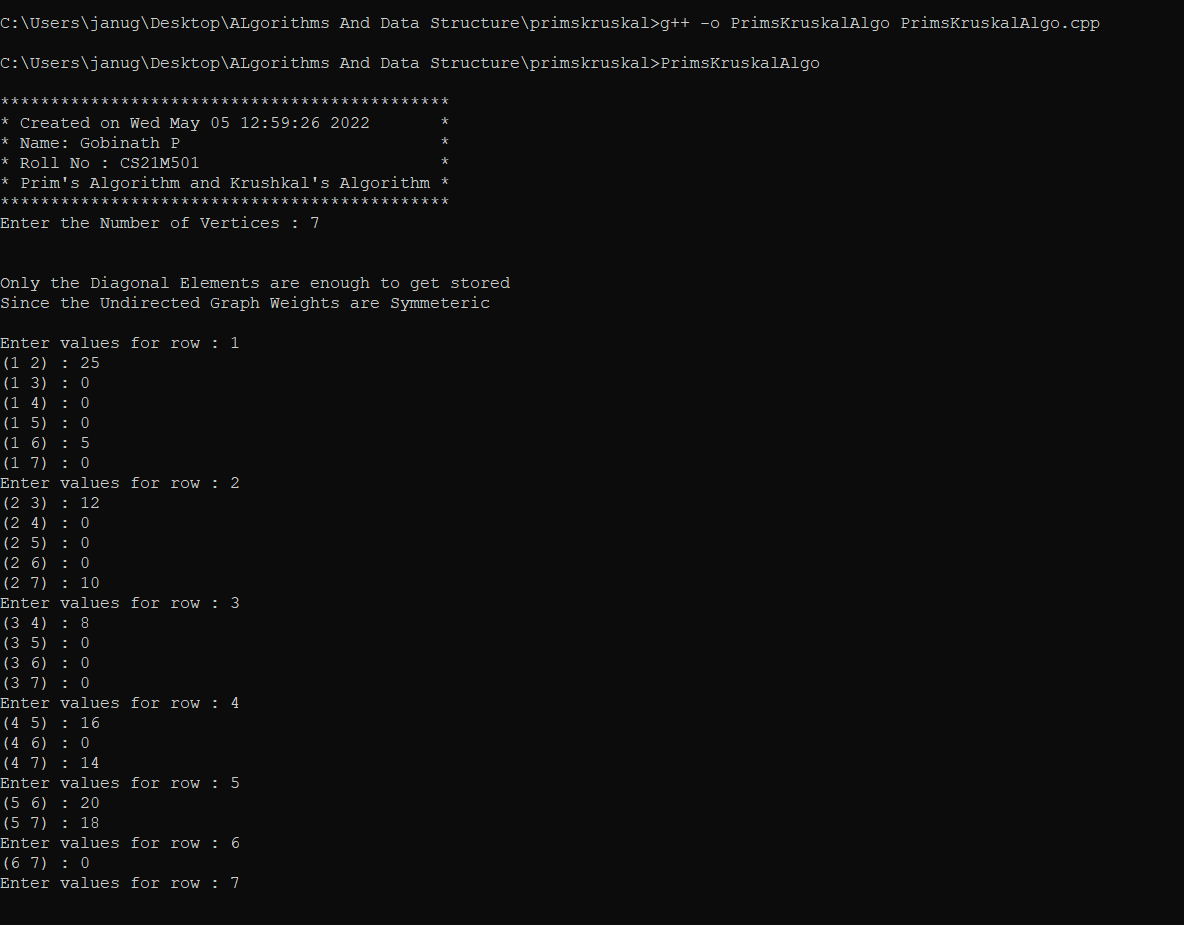 C:\Users\janug\Desktop\ALgorithms And Data Structure\primskruskal>g++ -o PrimsKruskalAlgo PrimsKruskalAlgo.cpp
C:\Users\janug\Desktop\ALgorithms And Data Structure\primskruskal>PrimsKruskalAlgo
*********************************************
* Created on Wed May 05 12:59:26 2022       *
* Name: Gobinath P                          *
* Roll No : CS21M501                        *
* Prim's Algorithm and Krushkal's Algorithm *
*********************************************
Enter the Number of Vertices : 7
Only the Diagonal Elements are enough to get stored
Since the Undirected Graph Weights are Symmeteric
Enter values for row : 1
(1 2) : 25
(1 3) : 0
(1 4) : 0
(1 5) : 0
(1 6) : 5
(1 7) : 0
Enter values for row : 2
(2 3) : 12
(2 4) : 0
(2 5) : 0
(2 6) : 0
(2 7) : 10
Enter values for row : 3
(3 4) : 8
(3 5) : 0
(3 6) : 0
(3 7) : 0
Enter values for row : 4
(4 5) : 16
(4 6) : 0
(4 7) : 14
Enter values for row : 5
(5 6) : 20
(5 7) : 18
Enter values for row : 6
(6 7) : 0
Enter values for row : 7